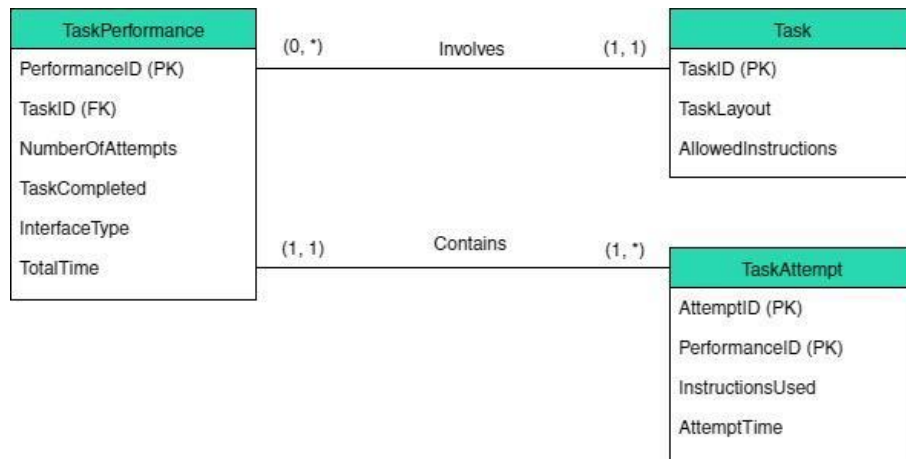 TaskPerformance
PerformanceID (PK)
TaskID (FK)
NumberOfAttempts
TaskCompleted
InterfaceType
TotalTime
(0, *) Involves (1, 1)
Task
TaskID (PK)
TaskLayout
AllowedInstructions
(1, 1) Contains (1, *)
TaskAttempt
AttemptID (PK)
PerformanceID (PK)
InstructionsUsed
AttemptTime